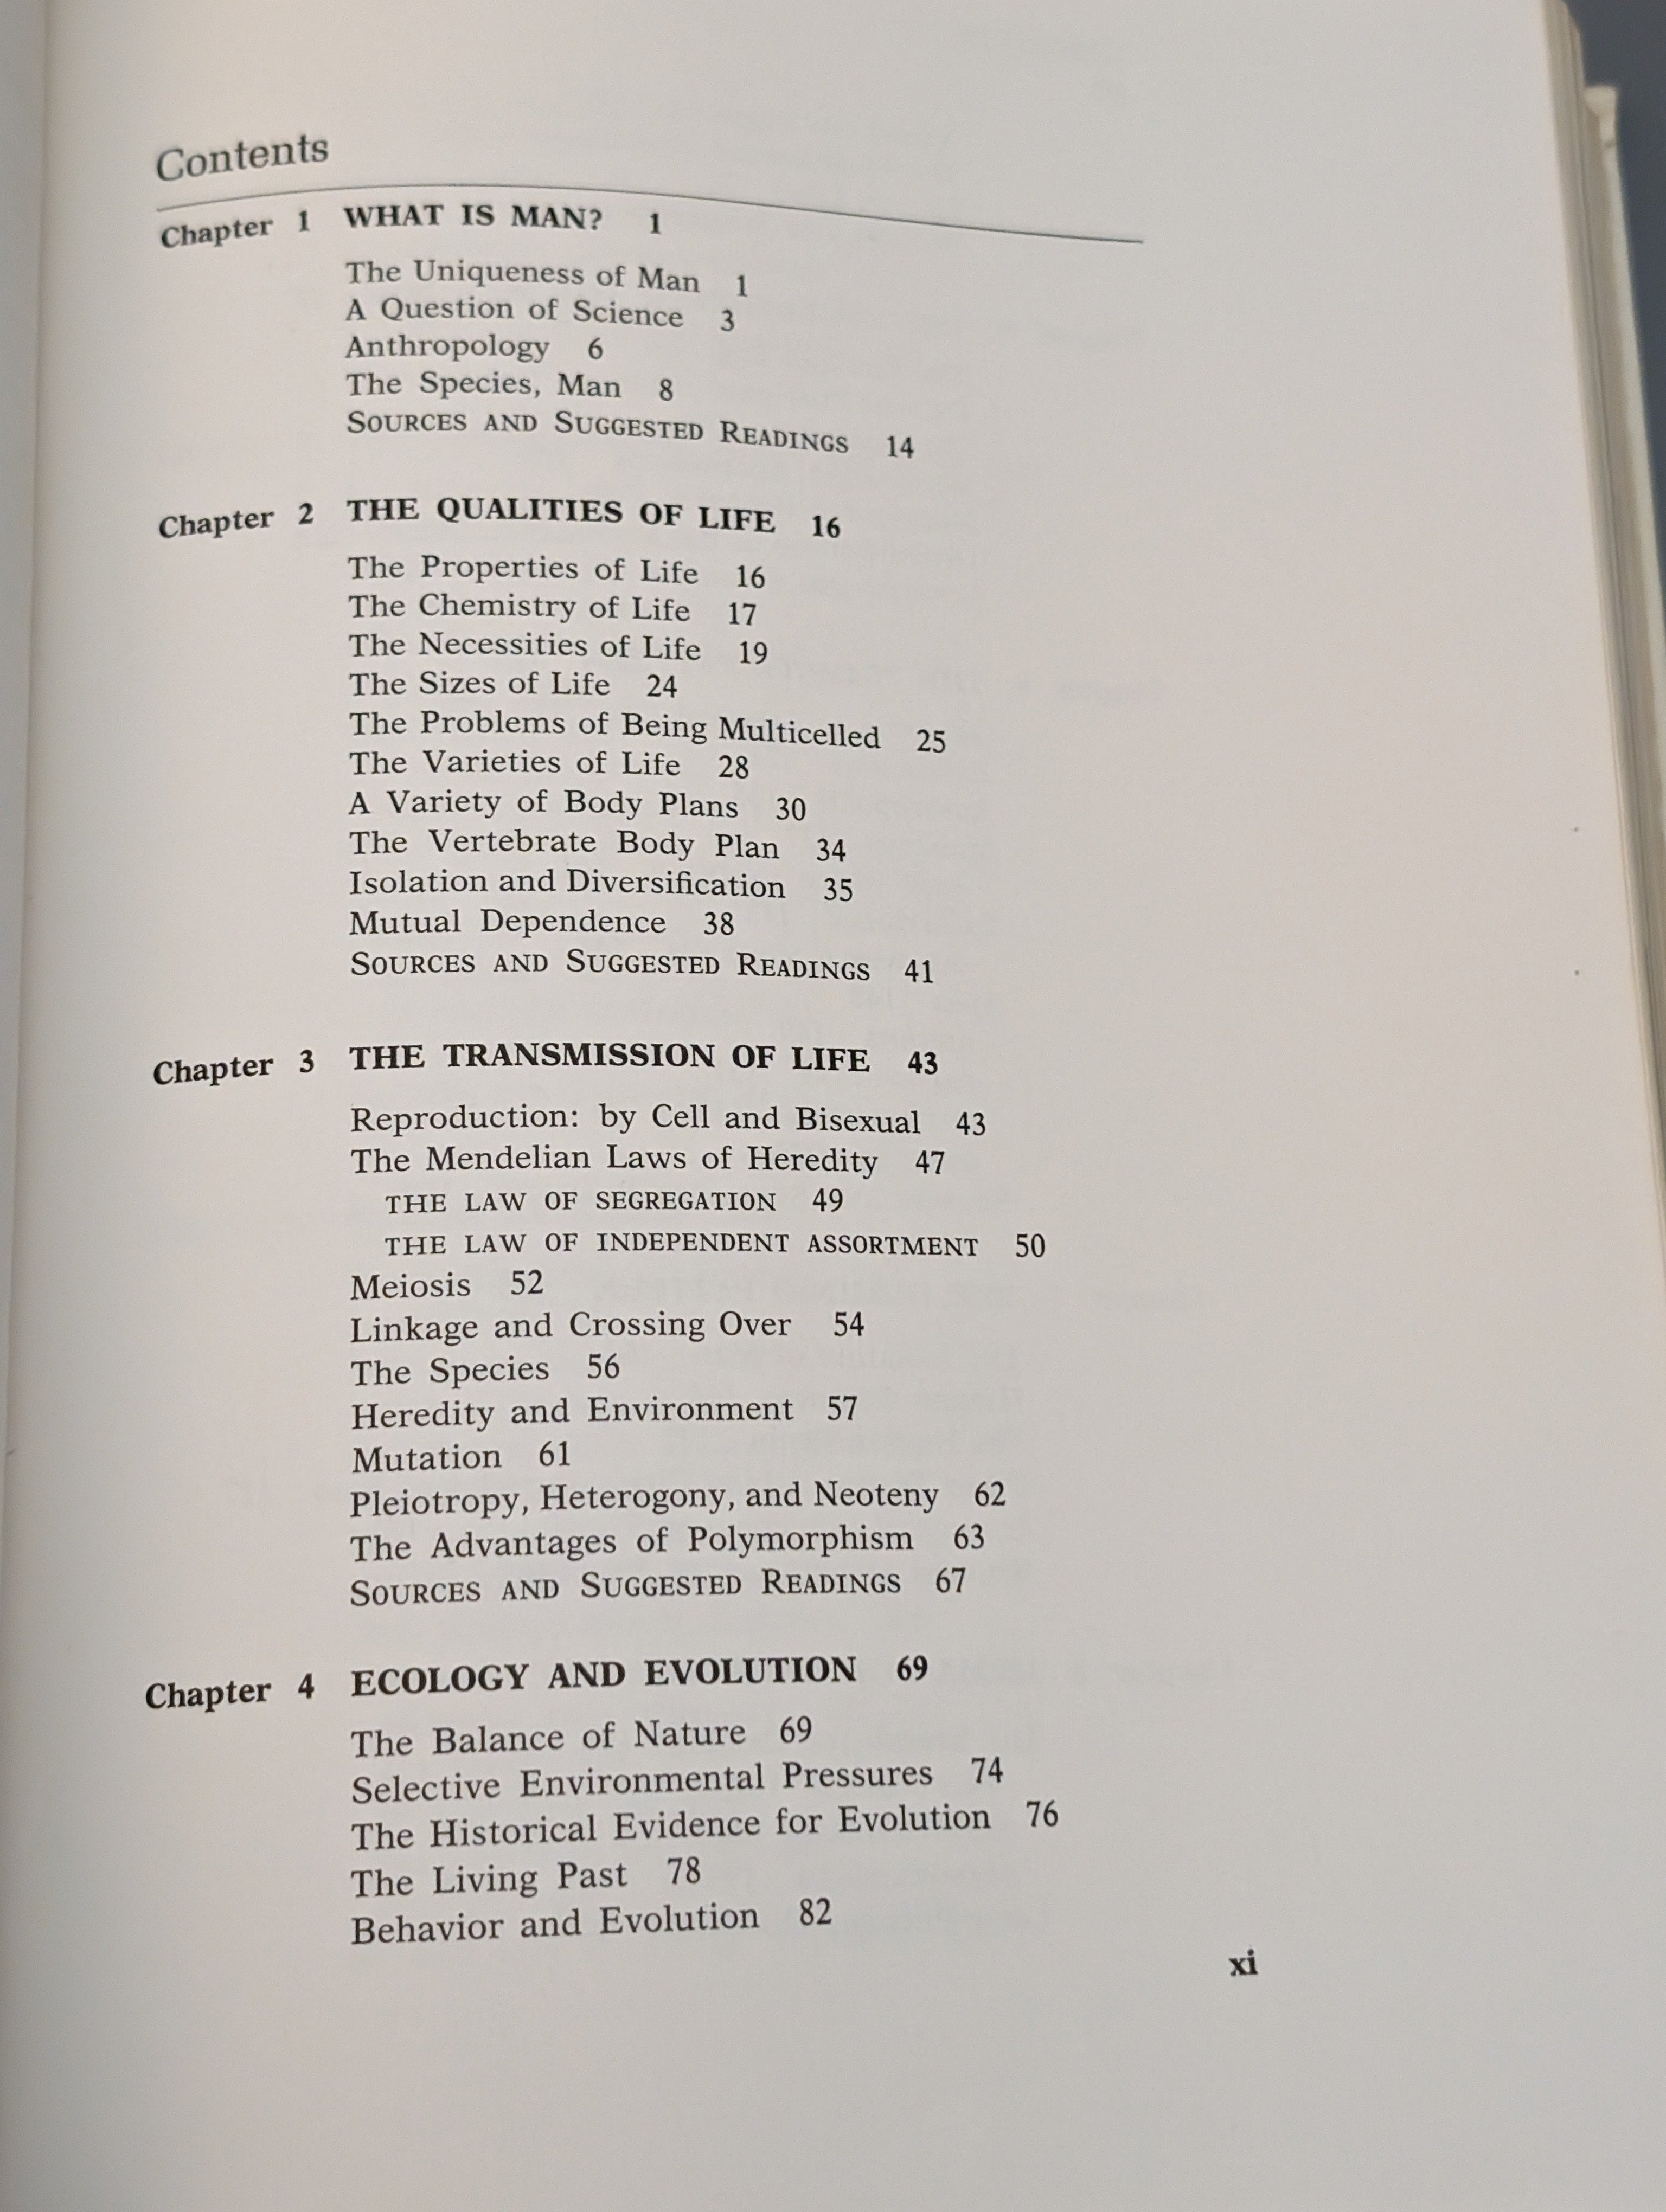 Contents
Chapter 1 WHAT IS MAN? 1
The Uniqueness of Man 1
A Question of Science 3
Anthropology 6
The Species, Man 8
SOURCES AND SUGGESTED READINGS 14
Chapter 2 THE QUALITIES OF LIFE 16
The Properties of Life 16
The Chemistry of Life 17
The Necessities of Life 19
The Sizes of Life 24
The Problems of Being Multicelled 25
The Varieties of Life 28
A Variety of Body Plans 30
The Vertebrate Body Plan 34
Isolation and Diversification 35
Mutual Dependence 38
SOURCES AND SUGGESTED READINGS 41
Chapter 3 THE TRANSMISSION OF LIFE 43
Reproduction: by Cell and Bisexual 43
The Mendelian Laws of Heredity 47
THE LAW OF SEGREGATION 49
THE LAW OF INDEPENDENT ASSORTMENT 50
Meiosis 52
Linkage and Crossing Over 54
The Species 56
Heredity and Environment 57
Mutation 61
Pleiotropy, Heterogony, and Neoteny 62
The Advantages of Polymorphism 63
SOURCES AND SUGGESTED READINGS 67
Chapter 4 ECOLOGY AND EVOLUTION 69
The Balance of Nature 69
Selective Environmental Pressures 74
The Historical Evidence for Evolution 76
The Living Past 78
Behavior and Evolution 82
xi